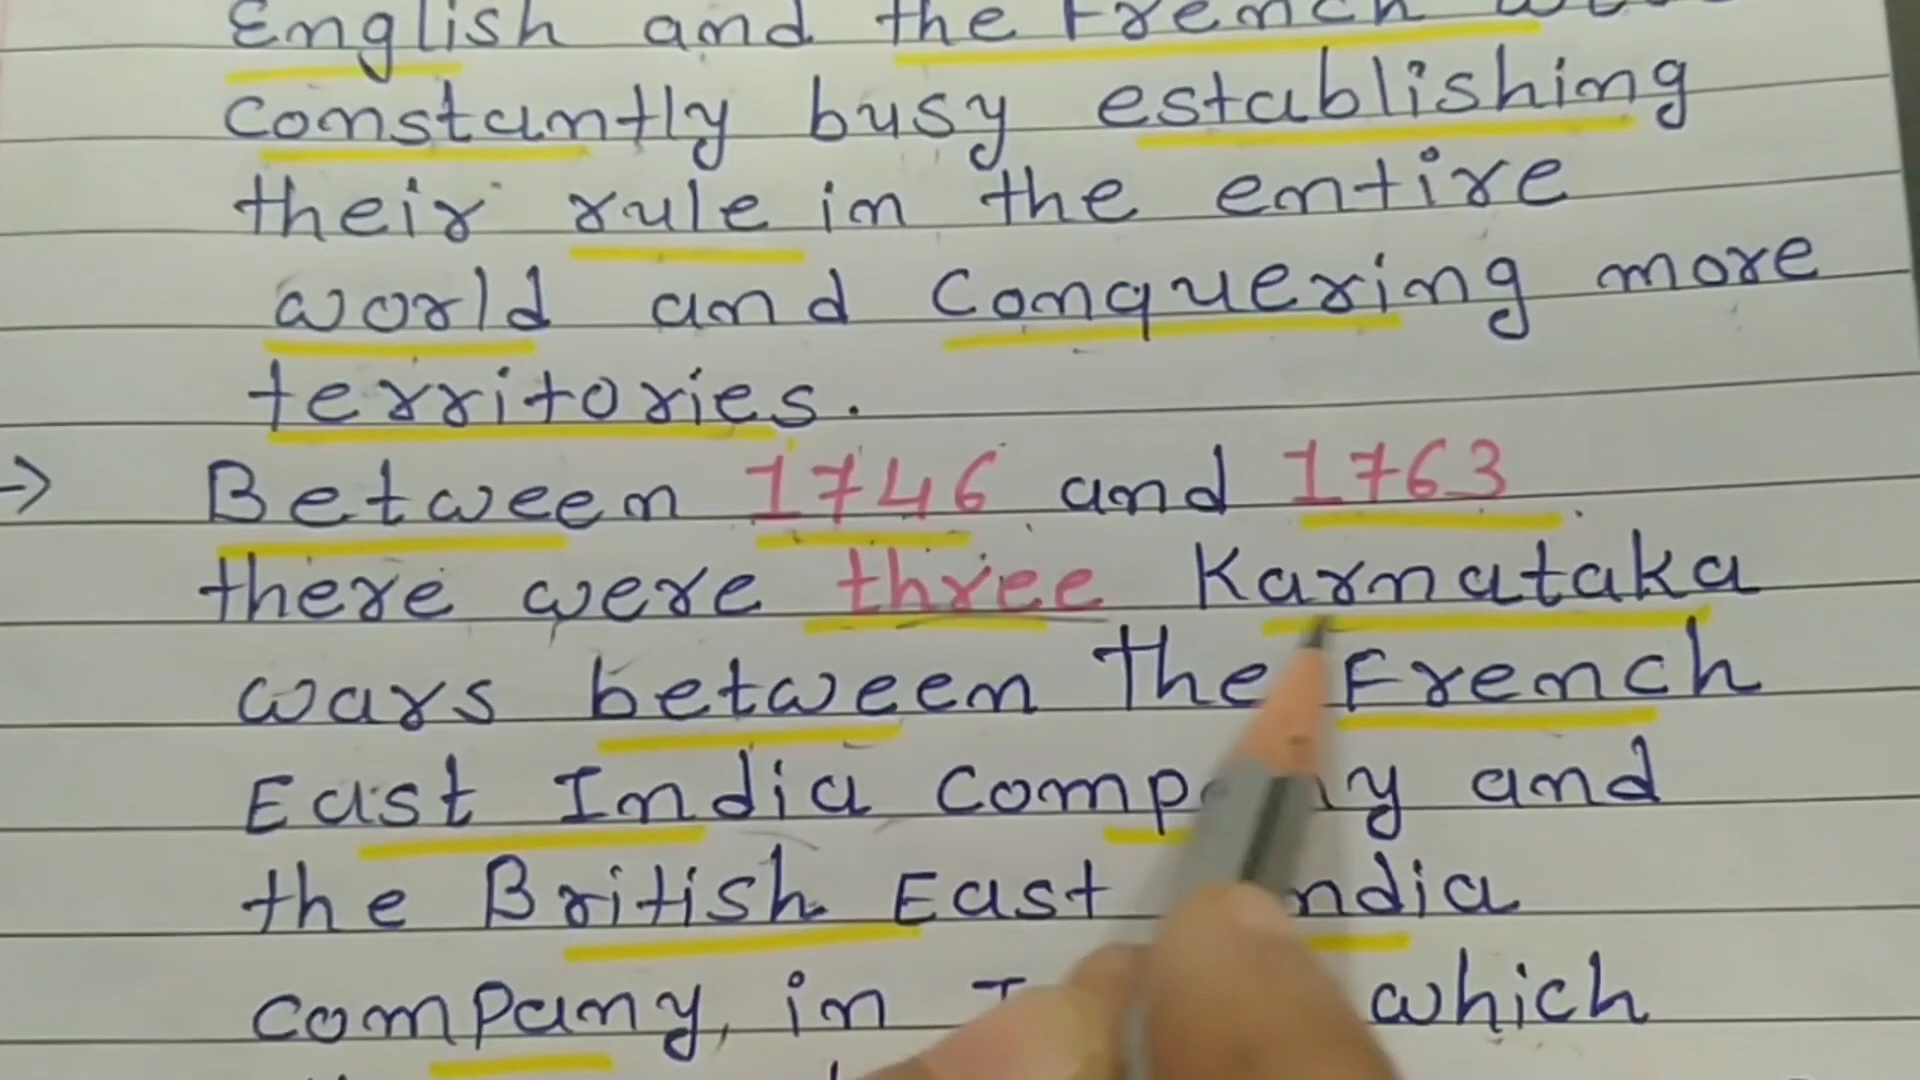 English and the French
Constantly busy establishing
their rule in the entire
world and Conquering more
territories.
→ Between 1746 and 1763
there were three Karnataka
wars between The French
East India Company and
the British East India
Company, in which